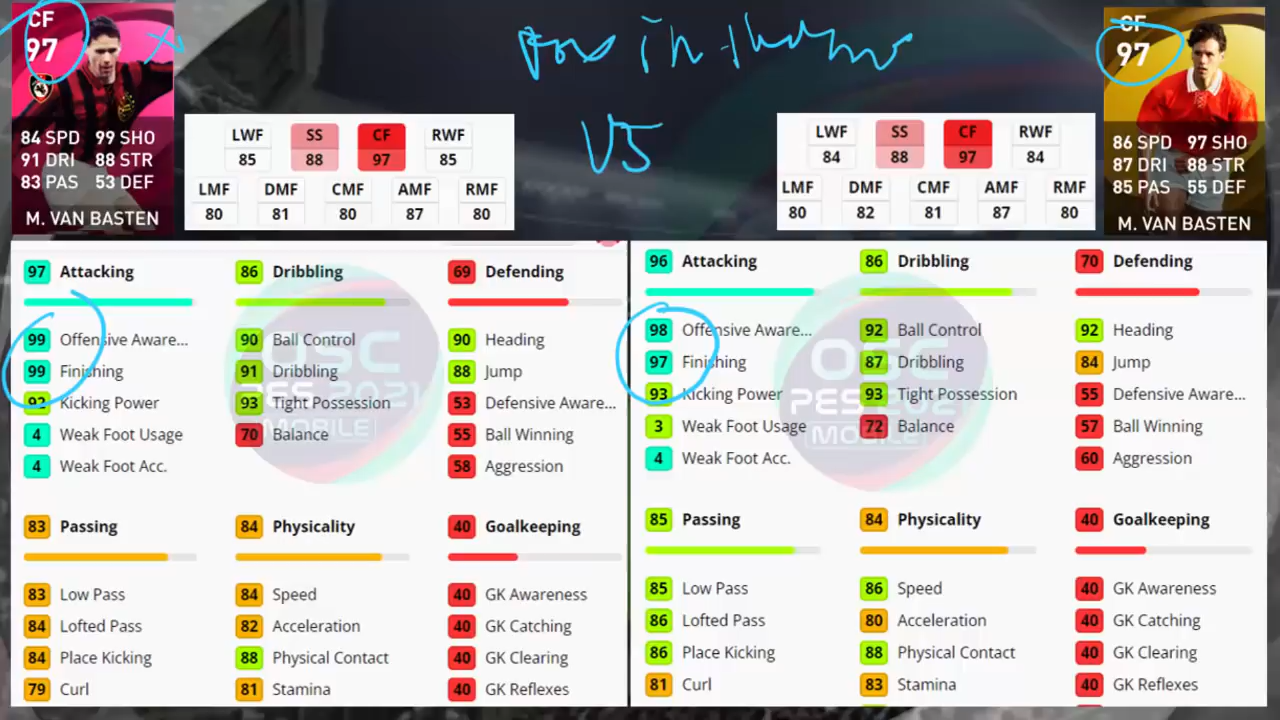 CF
97
84 SPD 99 SHO
91 DRI 88 STR
83 PAS 53 DEF
M. VAN BASTEN
LWF SS CF RWF
85 88 97 85
LMF DMF CMF AMF RMF
80 81 80 87 80
VS
LWF SS CF RWF
84 88 97 84
LMF DMF CMF AMF RMF
80 82 81 87 80
CF
97
86 SPD 97 SHO
87 DRI 88 STR
85 PAS 55 DEF
M. VAN BASTEN
97 Attacking 86 Dribbling 69 Defending
99 Offensive Aware... 90 Ball Control 90 Heading
99 Finishing 91 Dribbling 88 Jump
92 Kicking Power 93 Tight Possession 53 Defensive Aware...
4 Weak Foot Usage 70 Balance 55 Ball Winning
4 Weak Foot Acc. 58 Aggression
83 Passing 84 Physicality 40 Goalkeeping
83 Low Pass 84 Speed 40 GK Awareness
84 Lofted Pass 82 Acceleration 40 GK Catching
84 Place Kicking 88 Physical Contact 40 GK Clearing
79 Curl 81 Stamina 40 GK Reflexes
OSC
PES 2021
MOBILE
96 Attacking 86 Dribbling 70 Defending
98 Offensive Aware... 92 Ball Control 92 Heading
97 Finishing 87 Dribbling 84 Jump
93 Kicking Power 93 Tight Possession 55 Defensive Aware...
3 Weak Foot Usage 72 Balance 57 Ball Winning
4 Weak Foot Acc. 60 Aggression
85 Passing 84 Physicality 40 Goalkeeping
85 Low Pass 86 Speed 40 GK Awareness
86 Lofted Pass 80 Acceleration 40 GK Catching
86 Place Kicking 88 Physical Contact 40 GK Clearing
81 Curl 83 Stamina 40 GK Reflexes
OSC
PES 202
MOBILE